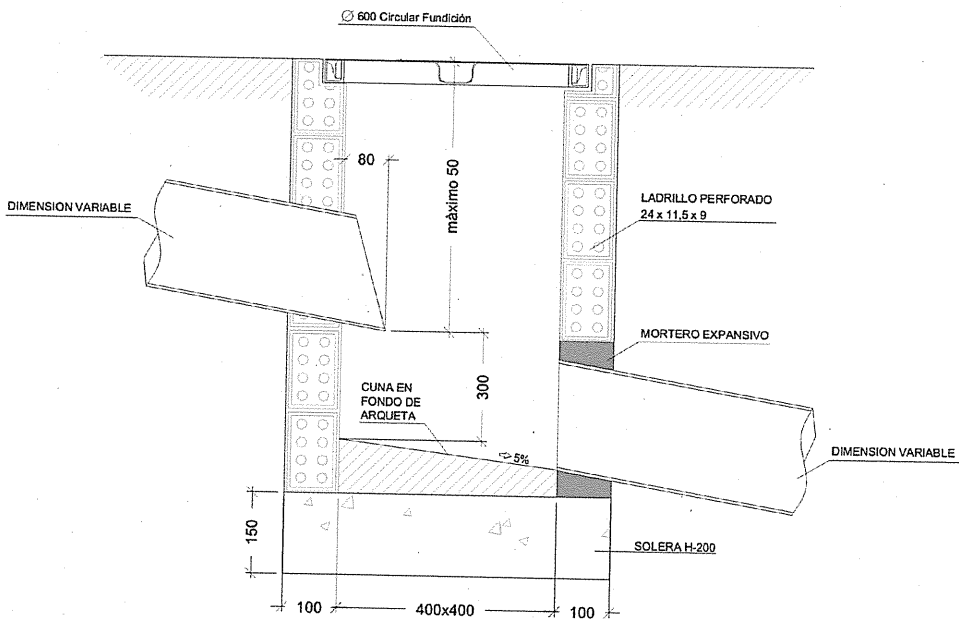 Ø 600 Circular Fundición
80
màximo 50
DIMENSION VARIABLE
LADRILLO PERFORADO
24 x 11,5 x 9
MORTERO EXPANSIVO
300
CUNA EN
FONDO DE
ARQUETA
5%
DIMENSION VARIABLE
150
SOLERA H-200
100
400x400
100